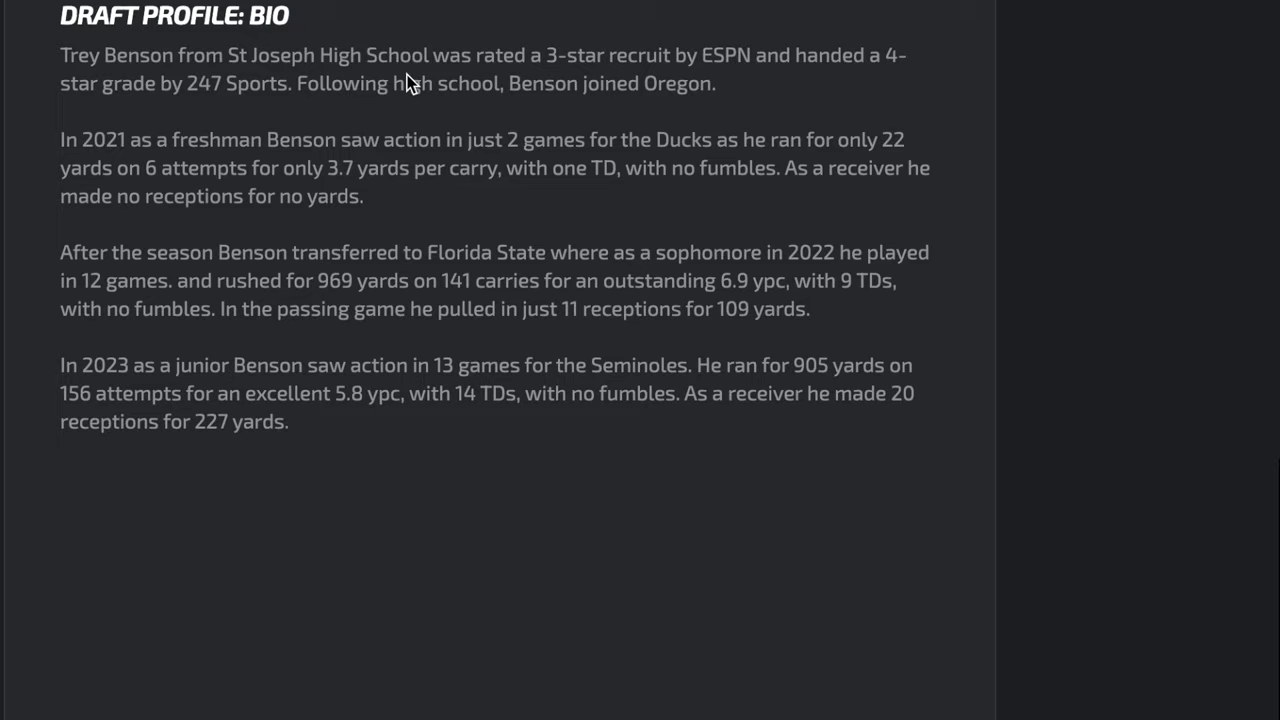 DRAFT PROFILE: BIO
Trey Benson from St Joseph High School was rated a 3-star recruit by ESPN and handed a 4-
star grade by 247 Sports. Following high school, Benson joined Oregon.
In 2021 as a freshman Benson saw action in just 2 games for the Ducks as he ran for only 22
yards on 6 attempts for only 3.7 yards per carry, with one TD, with no fumbles. As a receiver he
made no receptions for no yards.
After the season Benson transferred to Florida State where as a sophomore in 2022 he played
in 12 games. and rushed for 969 yards on 141 carries for an outstanding 6.9 ypc, with 9 TDs,
with no fumbles. In the passing game he pulled in just 11 receptions for 109 yards.
In 2023 as a junior Benson saw action in 13 games for the Seminoles. He ran for 905 yards on
156 attempts for an excellent 5.8 ypc, with 14 TDs, with no fumbles. As a receiver he made 20
receptions for 227 yards.